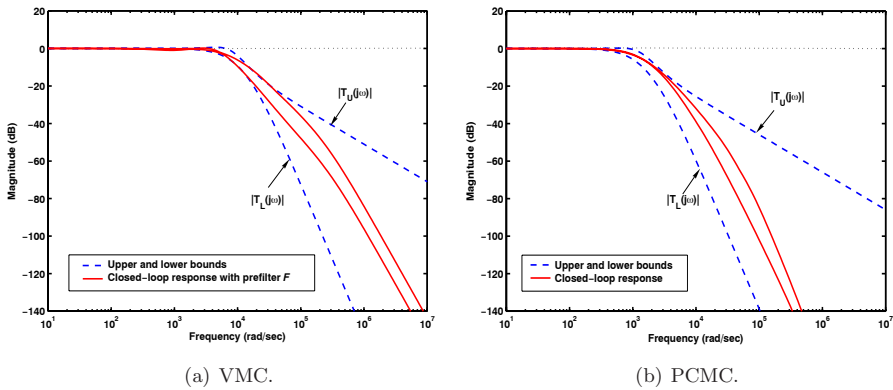 20
0
−20
−40
−60
−80
−100
−120
−140
Magnitude (dB)
|T_U(jω)|
|T_L(jω)|
Upper and lower bounds
Closed−loop response with prefilter F
10^1
10^2
10^3
10^4
10^5
10^6
10^7
Frequency (rad/sec)
(a) VMC.
20
0
−20
−40
−60
−80
−100
−120
−140
Magnitude (dB)
|T_U(jω)|
|T_L(jω)|
Upper and lower bounds
Closed−loop response
10^1
10^2
10^3
10^4
10^5
10^6
10^7
Frequency (rad/sec)
(b) PCMC.